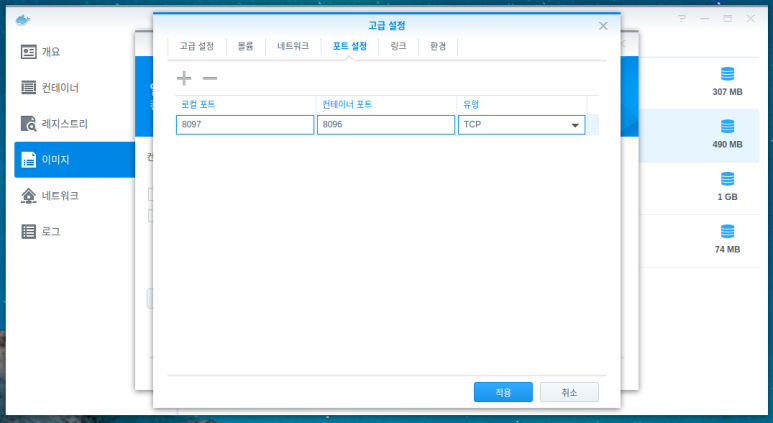 고급 설정
개요
컨테이너
레지스트리
이미지
네트워크
로그
고급 설정 볼륨 네트워크 포트 설정 링크 환경
로컬 포트 컨테이너 포트 유형
8097 8096 TCP
적용 취소
307 MB
490 MB
1 GB
74 MB